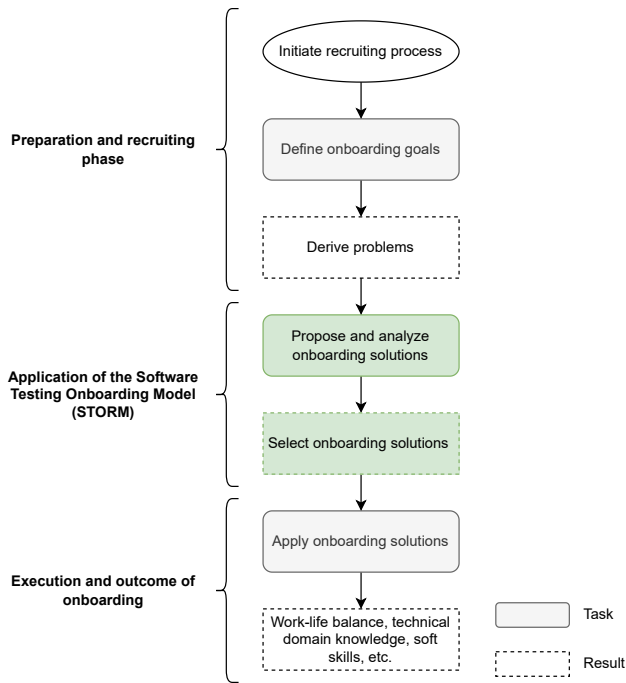 Initiate recruiting process
Preparation and recruiting
phase
Define onboarding goals
Derive problems
Application of the Software
Testing Onboarding Model
(STORM)
Propose and analyze
onboarding solutions
Select onboarding solutions
Execution and outcome of
onboarding
Apply onboarding solutions
Work-life balance, technical
domain knowledge, soft
skills, etc.
Task
Result